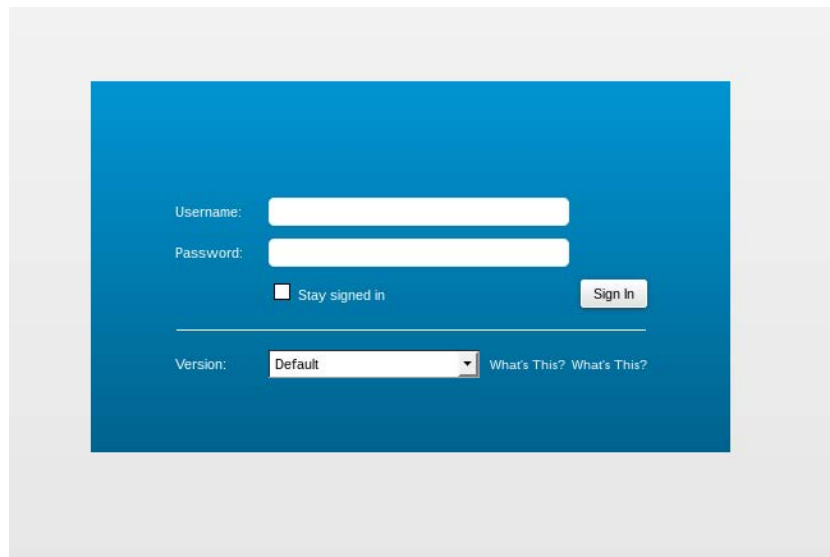 Username:
Password:
Stay signed in Sign In
Version: Default What's This? What's This?